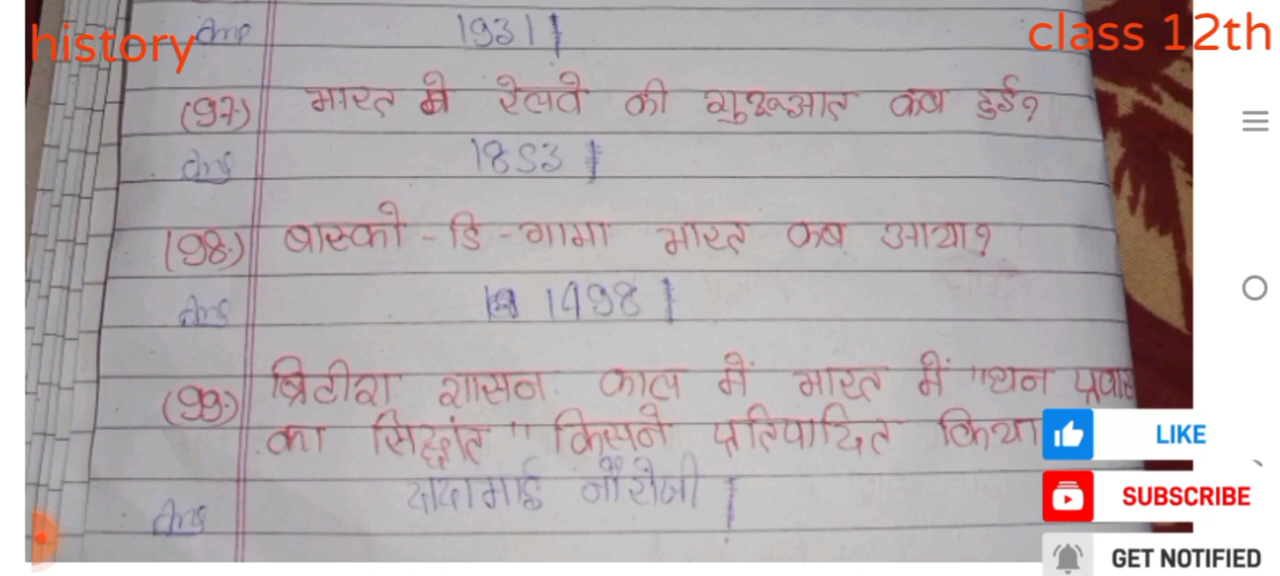 history
class 12th
Ans 1931।
(97.) भारत में रेलवे की शुरूआत कब हुई?
Ans 1853।
(98.) बास्को-डि-गामा भारत कब आया?
Ans 1498।
(99.) ब्रिटीश शासन काल में भारत में "धन प्रवाह
का सिद्धांत" किसने प्रतिपादित किया
Ans दादाभाई नौरोजी।
LIKE
SUBSCRIBE
GET NOTIFIED